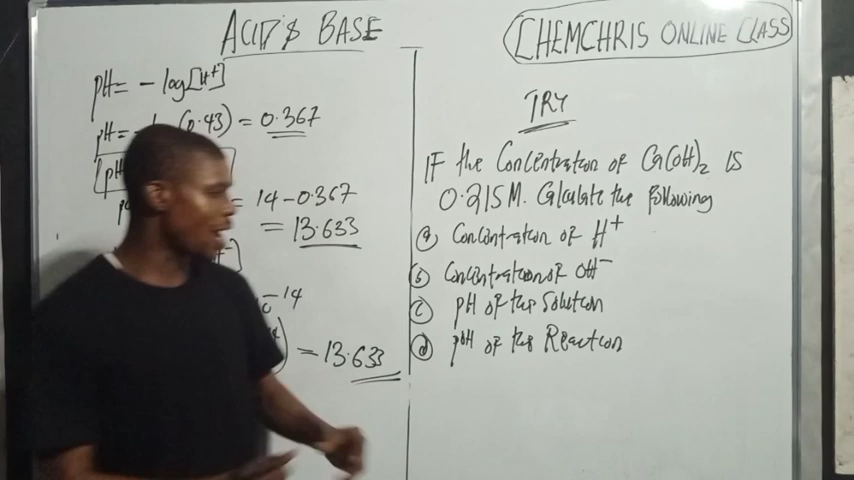 ACID'S BASE
CHEMCHRIS ONLINE CLASS
pH = - log[H+]
pH = (0.43) = 0.367
[pH
= 14 - 0.367
= 13.633
-14
= 13.633
TRY
IF the Concentration of Ca(OH)2 IS
0.215M. Calculate the following
(a) Concentration of H+
(b) Concentration of OH-
(c) pH of the Solution
(d) pOH of the Reaction